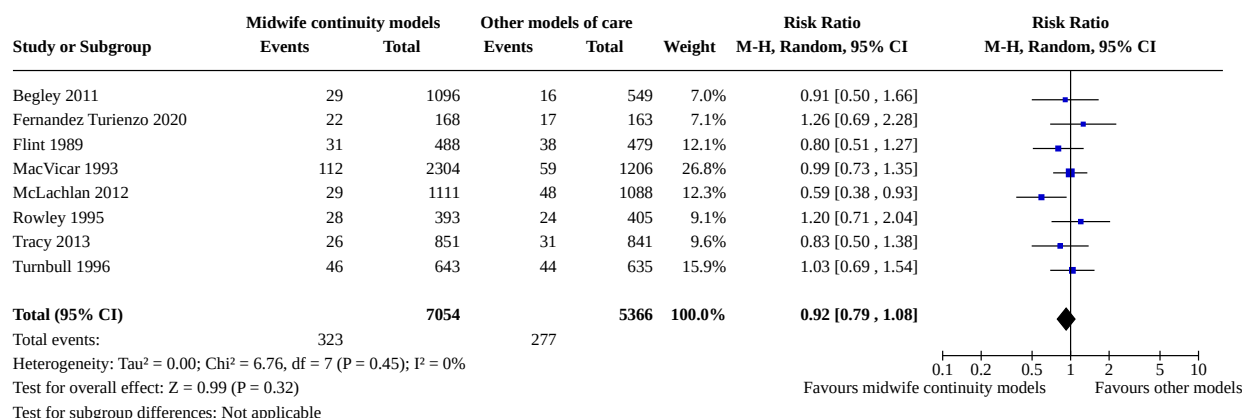 Midwife continuity models Other models of care Risk Ratio Risk Ratio
Study or Subgroup Events Total Events Total Weight M-H, Random, 95% CI M-H, Random, 95% CI
Begley 2011 29 1096 16 549 7.0% 0.91 [0.50 , 1.66]
Fernandez Turienzo 2020 22 168 17 163 7.1% 1.26 [0.69 , 2.28]
Flint 1989 31 488 38 479 12.1% 0.80 [0.51 , 1.27]
MacVicar 1993 112 2304 59 1206 26.8% 0.99 [0.73 , 1.35]
McLachlan 2012 29 1111 48 1088 12.3% 0.59 [0.38 , 0.93]
Rowley 1995 28 393 24 405 9.1% 1.20 [0.71 , 2.04]
Tracy 2013 26 851 31 841 9.6% 0.83 [0.50 , 1.38]
Turnbull 1996 46 643 44 635 15.9% 1.03 [0.69 , 1.54]
Total (95% CI) 7054 5366 100.0% 0.92 [0.79 , 1.08]
Total events: 323 277
Heterogeneity: Tau² = 0.00; Chi² = 6.76, df = 7 (P = 0.45); I² = 0%
0.1 0.2 0.5 1 2 5 10
Test for overall effect: Z = 0.99 (P = 0.32) Favours midwife continuity models Favours other models
Test for subgroup differences: Not applicable